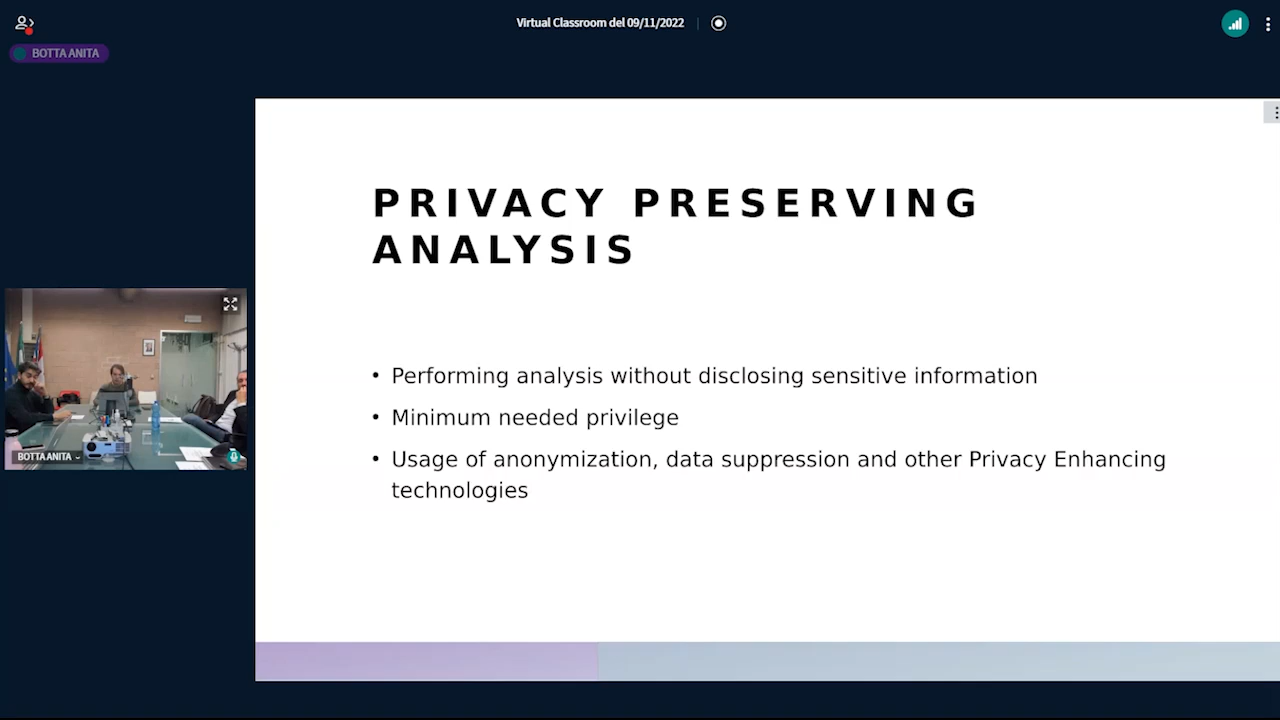 Virtual Classroom del 09/11/2022
BOTTA ANITA
PRIVACY PRESERVING
ANALYSIS
• Performing analysis without disclosing sensitive information
• Minimum needed privilege
• Usage of anonymization, data suppression and other Privacy Enhancing
technologies
BOTTA ANITA